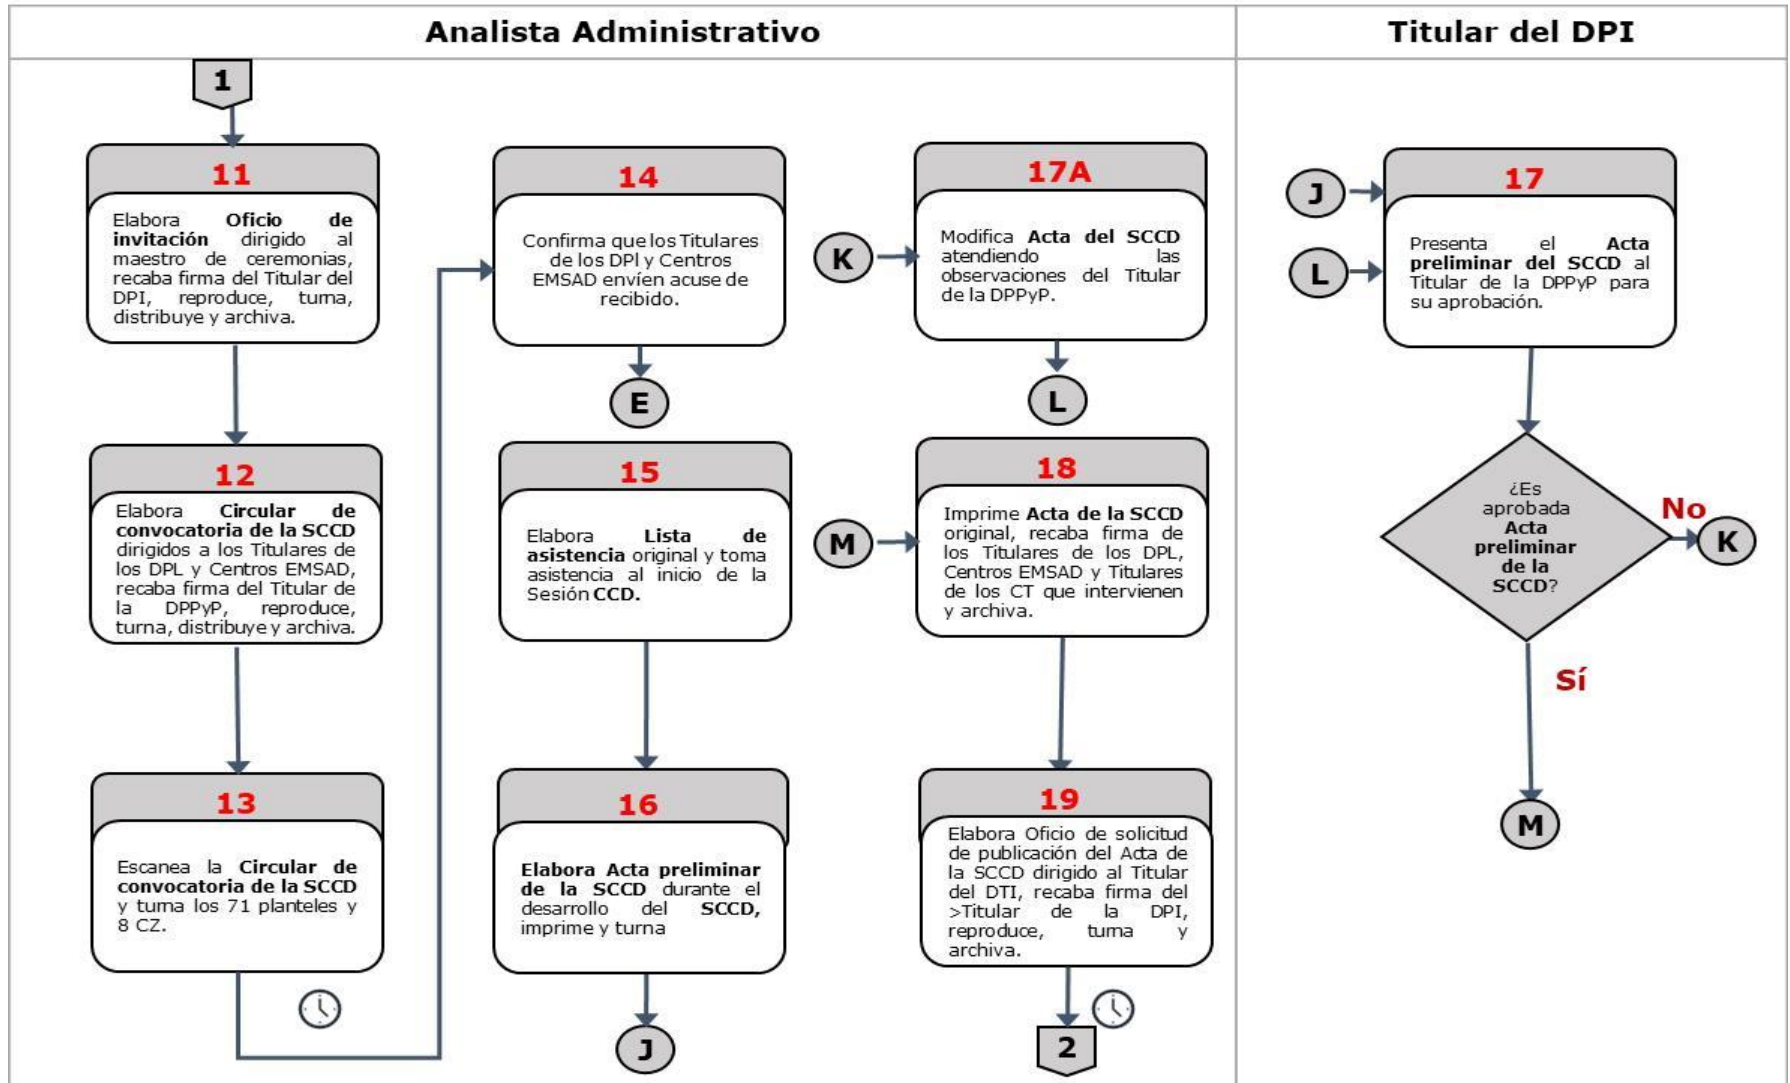 Analista Administrativo
Titular del DPI
1
11
Elabora Oficio de
invitación dirigido al
maestro de ceremonias,
recaba firma del Titular del
DPI, reproduce, turna,
distribuye y archiva.
12
Elabora Circular de
convocatoria de la SCCD
dirigidos a los Titulares de
los DPL y Centros EMSAD,
recaba firma del Titular de
la DPPyP, reproduce,
turna, distribuye y archiva.
13
Escanea la Circular de
convocatoria de la SCCD
y turna los 71 planteles y
8 CZ.
14
Confirma que los Titulares
de los DPl y Centros
EMSAD envíen acuse de
recibido.
E
15
Elabora Lista de
asistencia original y toma
asistencia al inicio de la
Sesión CCD.
16
Elabora Acta preliminar
de la SCCD durante el
desarrollo del SCCD,
imprime y turna
J
17A
K
Modifica Acta del SCCD
atendiendo las
observaciones del Titular
de la DPPyP.
L
18
M
Imprime Acta de la SCCD
original, recaba firma de
los Titulares de los DPL,
Centros EMSAD y Titulares
de los CT que intervienen
y archiva.
19
Elabora Oficio de solicitud
de publicación del Acta de
la SCCD dirigido al Titular
del DTI, recaba firma del
>Titular de la DPI,
reproduce, turna y
archiva.
2
J
L
17
Presenta el Acta
preliminar del SCCD al
Titular de la DPPyP para
su aprobación.
¿Es
aprobada
Acta
preliminar
de la
SCCD?
No
K
Sí
M